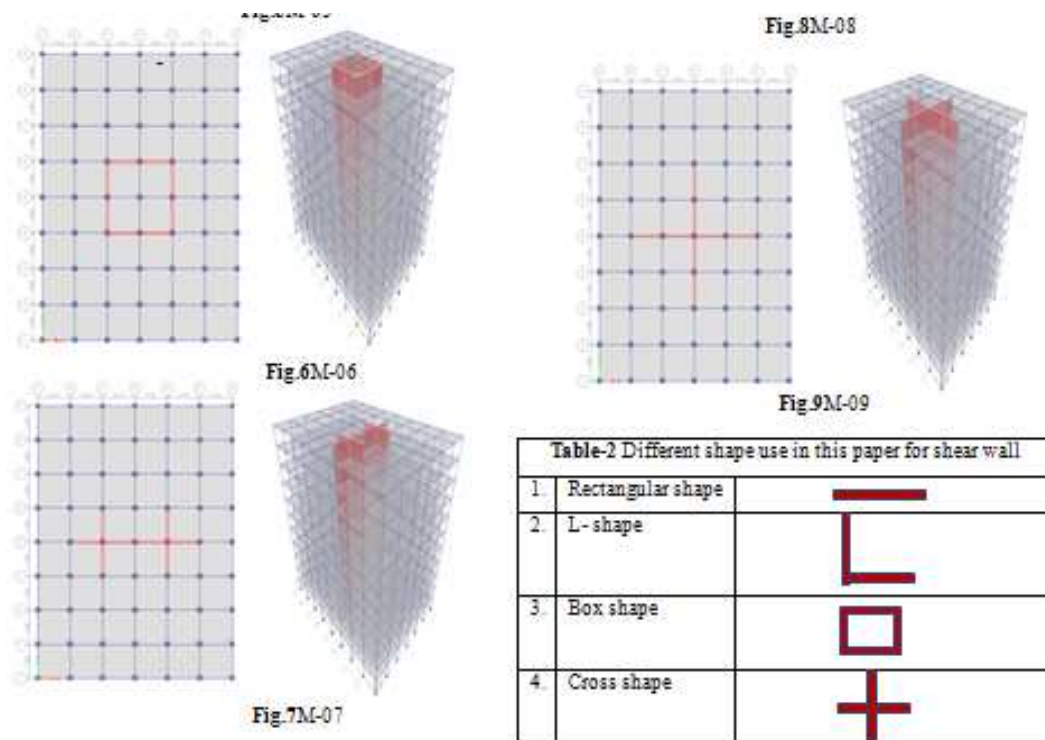 Fig.6M-06
Fig.7M-07
Fig.8M-08
Fig.9M-09
Table-2 Different shape use in this paper for shear wall
1. Rectangular shape
2. L- shape
3. Box shape
4. Cross shape